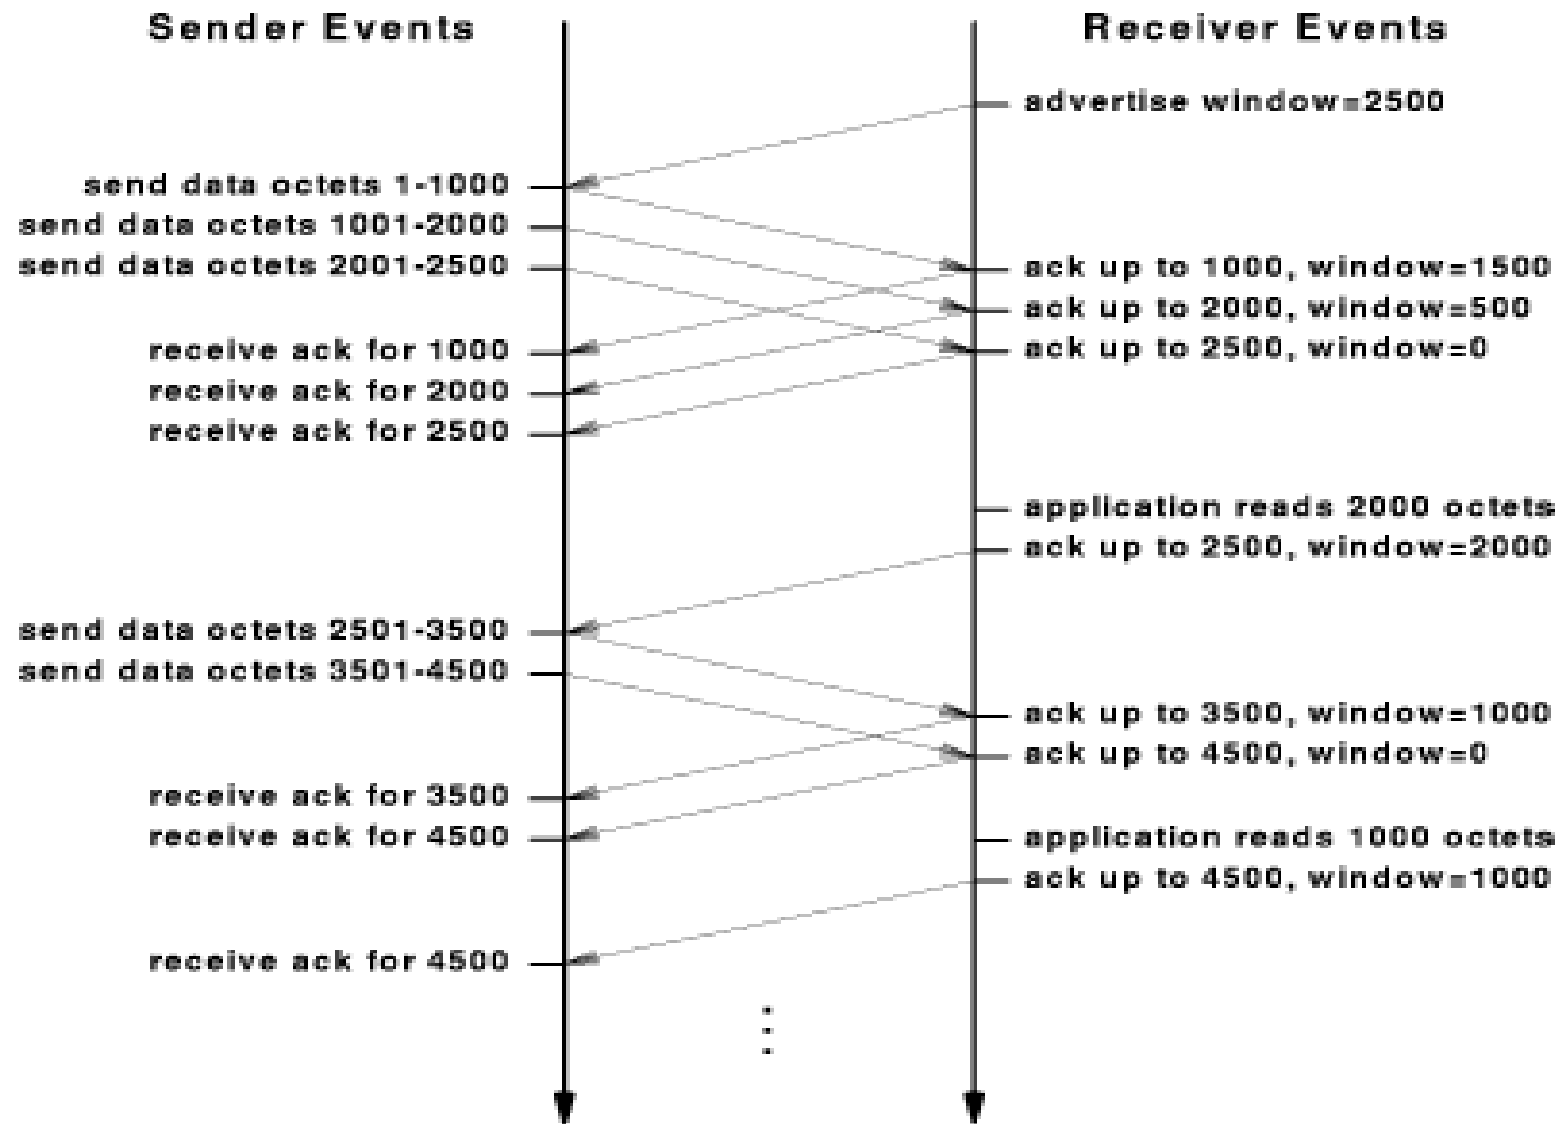 Sender Events
Receiver Events
advertise window=2500
send data octets 1-1000
send data octets 1001-2000
send data octets 2001-2500
ack up to 1000, window=1500
ack up to 2000, window=500
ack up to 2500, window=0
receive ack for 1000
receive ack for 2000
receive ack for 2500
application reads 2000 octets
ack up to 2500, window=2000
send data octets 2501-3500
send data octets 3501-4500
ack up to 3500, window=1000
ack up to 4500, window=0
receive ack for 3500
receive ack for 4500
application reads 1000 octets
ack up to 4500, window=1000
receive ack for 4500